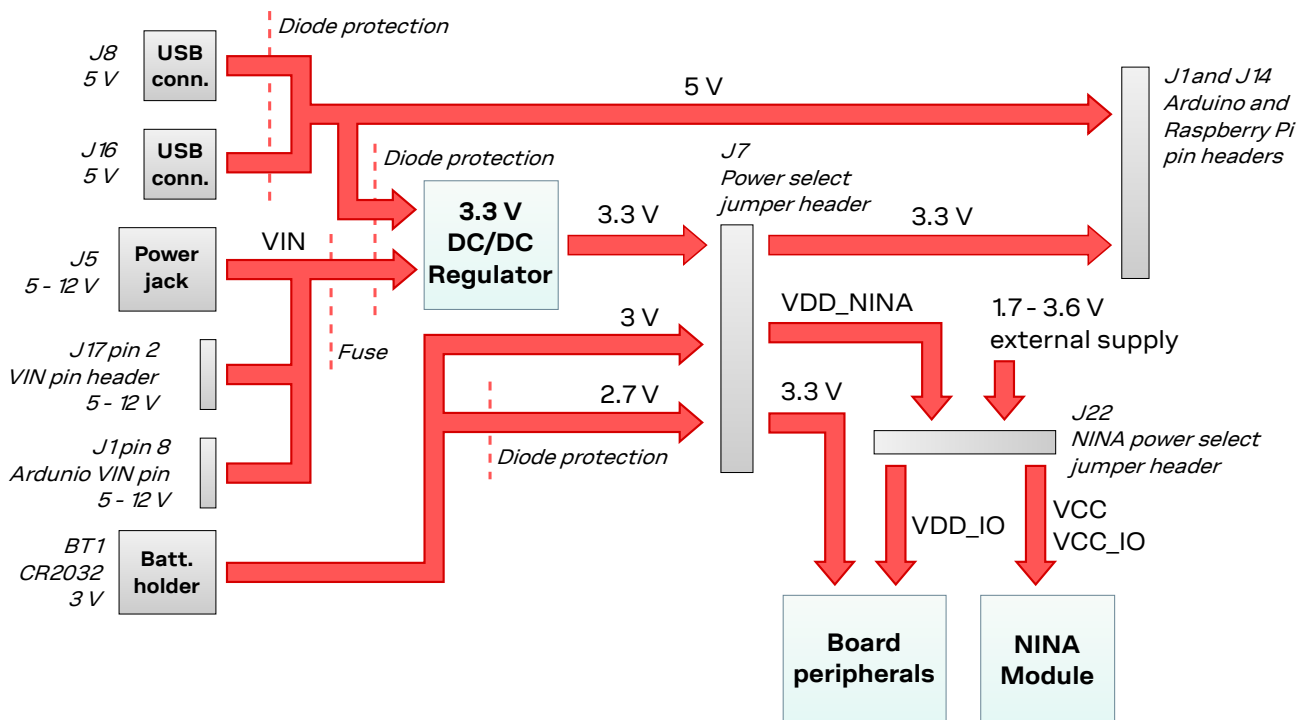 Diode protection
J8
5 V
USB
conn.
J16
5 V
USB
conn.
5 V
J1 and J14
Arduino and
Raspberry Pi
pin headers
Diode protection
J7
Power select
jumper header
3.3 V
DC/DC
Regulator
3.3 V
3.3 V
J5
5 - 12 V
Power
jack
VIN
Fuse
J17 pin 2
VIN pin header
5 - 12 V
J1 pin 8
Ardunio VIN pin
5 - 12 V
3 V
2.7 V
Diode protection
VDD_NINA
1.7 - 3.6 V
external supply
3.3 V
J22
NINA power select
jumper header
BT1
CR2032
3 V
Batt.
holder
VDD_IO
VCC
VCC_IO
Board
peripherals
NINA
Module